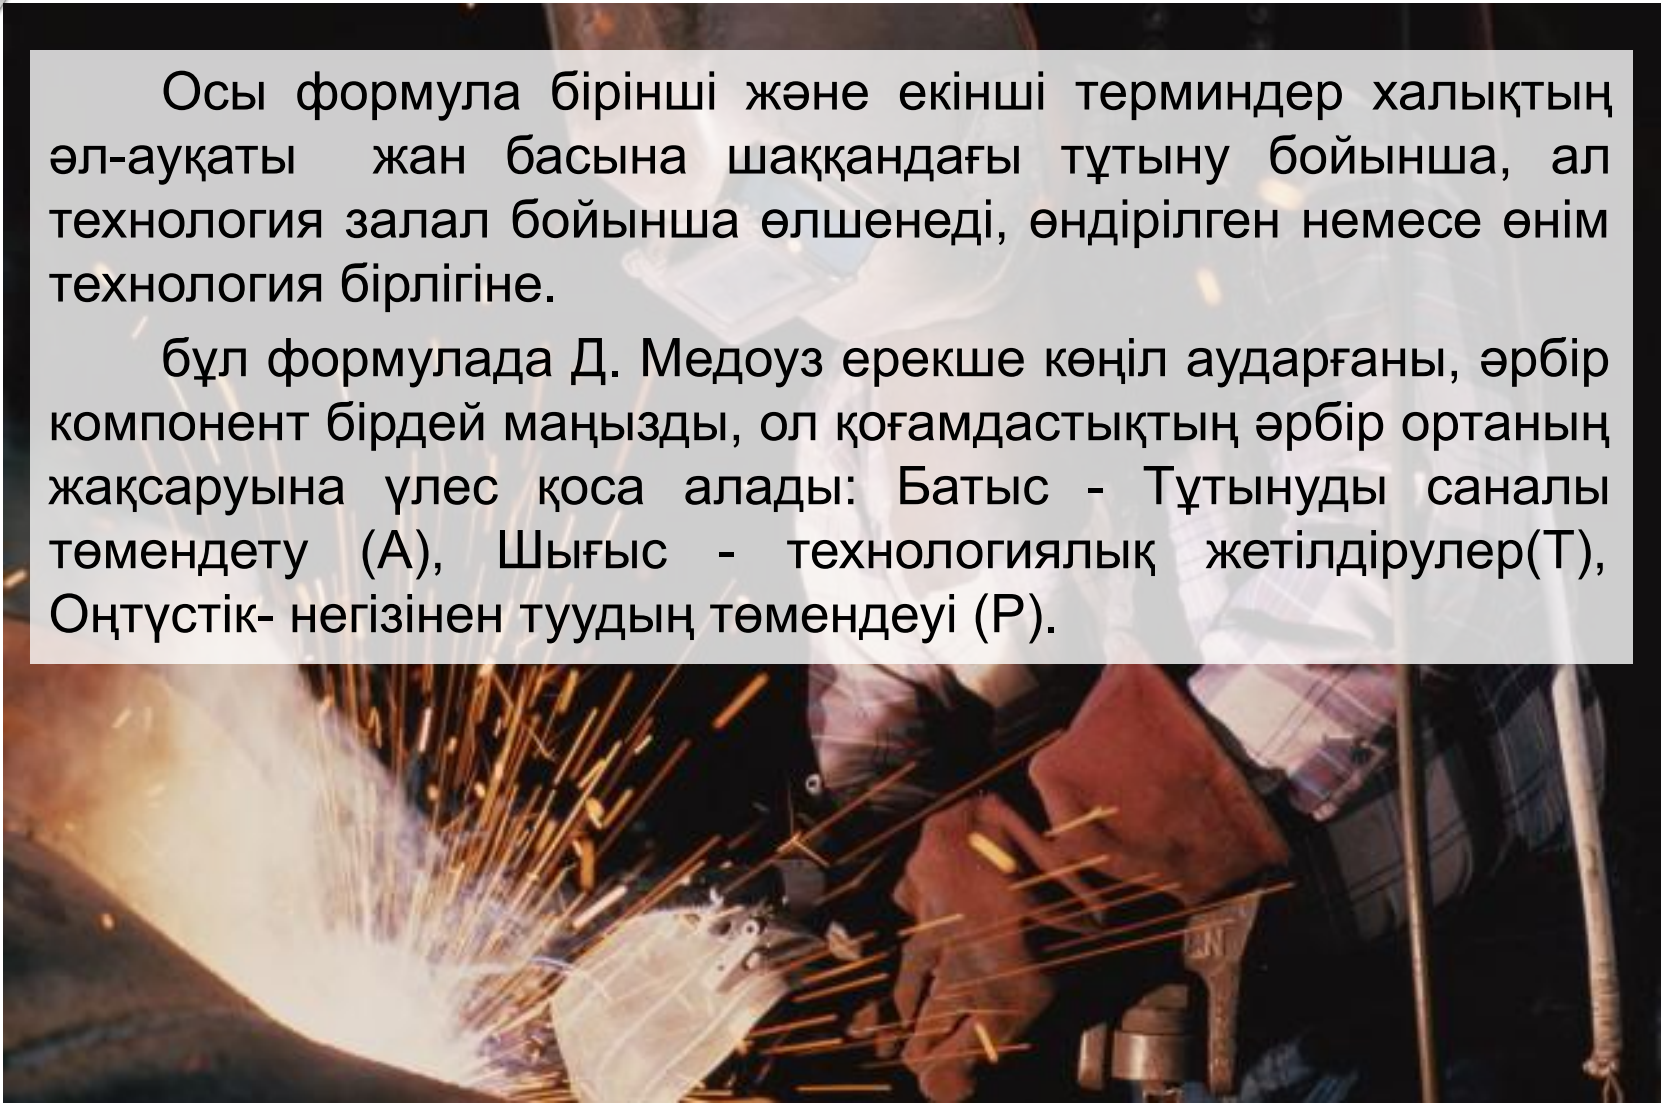 Осы формула бірінші және екінші терминдер халықтың
әл-ауқаты жан басына шаққандағы тұтыну бойынша, ал
технология залал бойынша өлшенеді, өндірілген немесе өнім
технология бірлігіне.
бұл формулада Д. Медоуз ерекше көңіл аударғаны, әрбір
компонент бірдей маңызды, ол қоғамдастықтың әрбір ортаның
жақсаруына үлес қоса алады: Батыс - Тұтынуды саналы
төмендету (А), Шығыс - технологиялық жетілдірулер(Т),
Оңтүстік- негізінен туудың төмендеуі (Р).